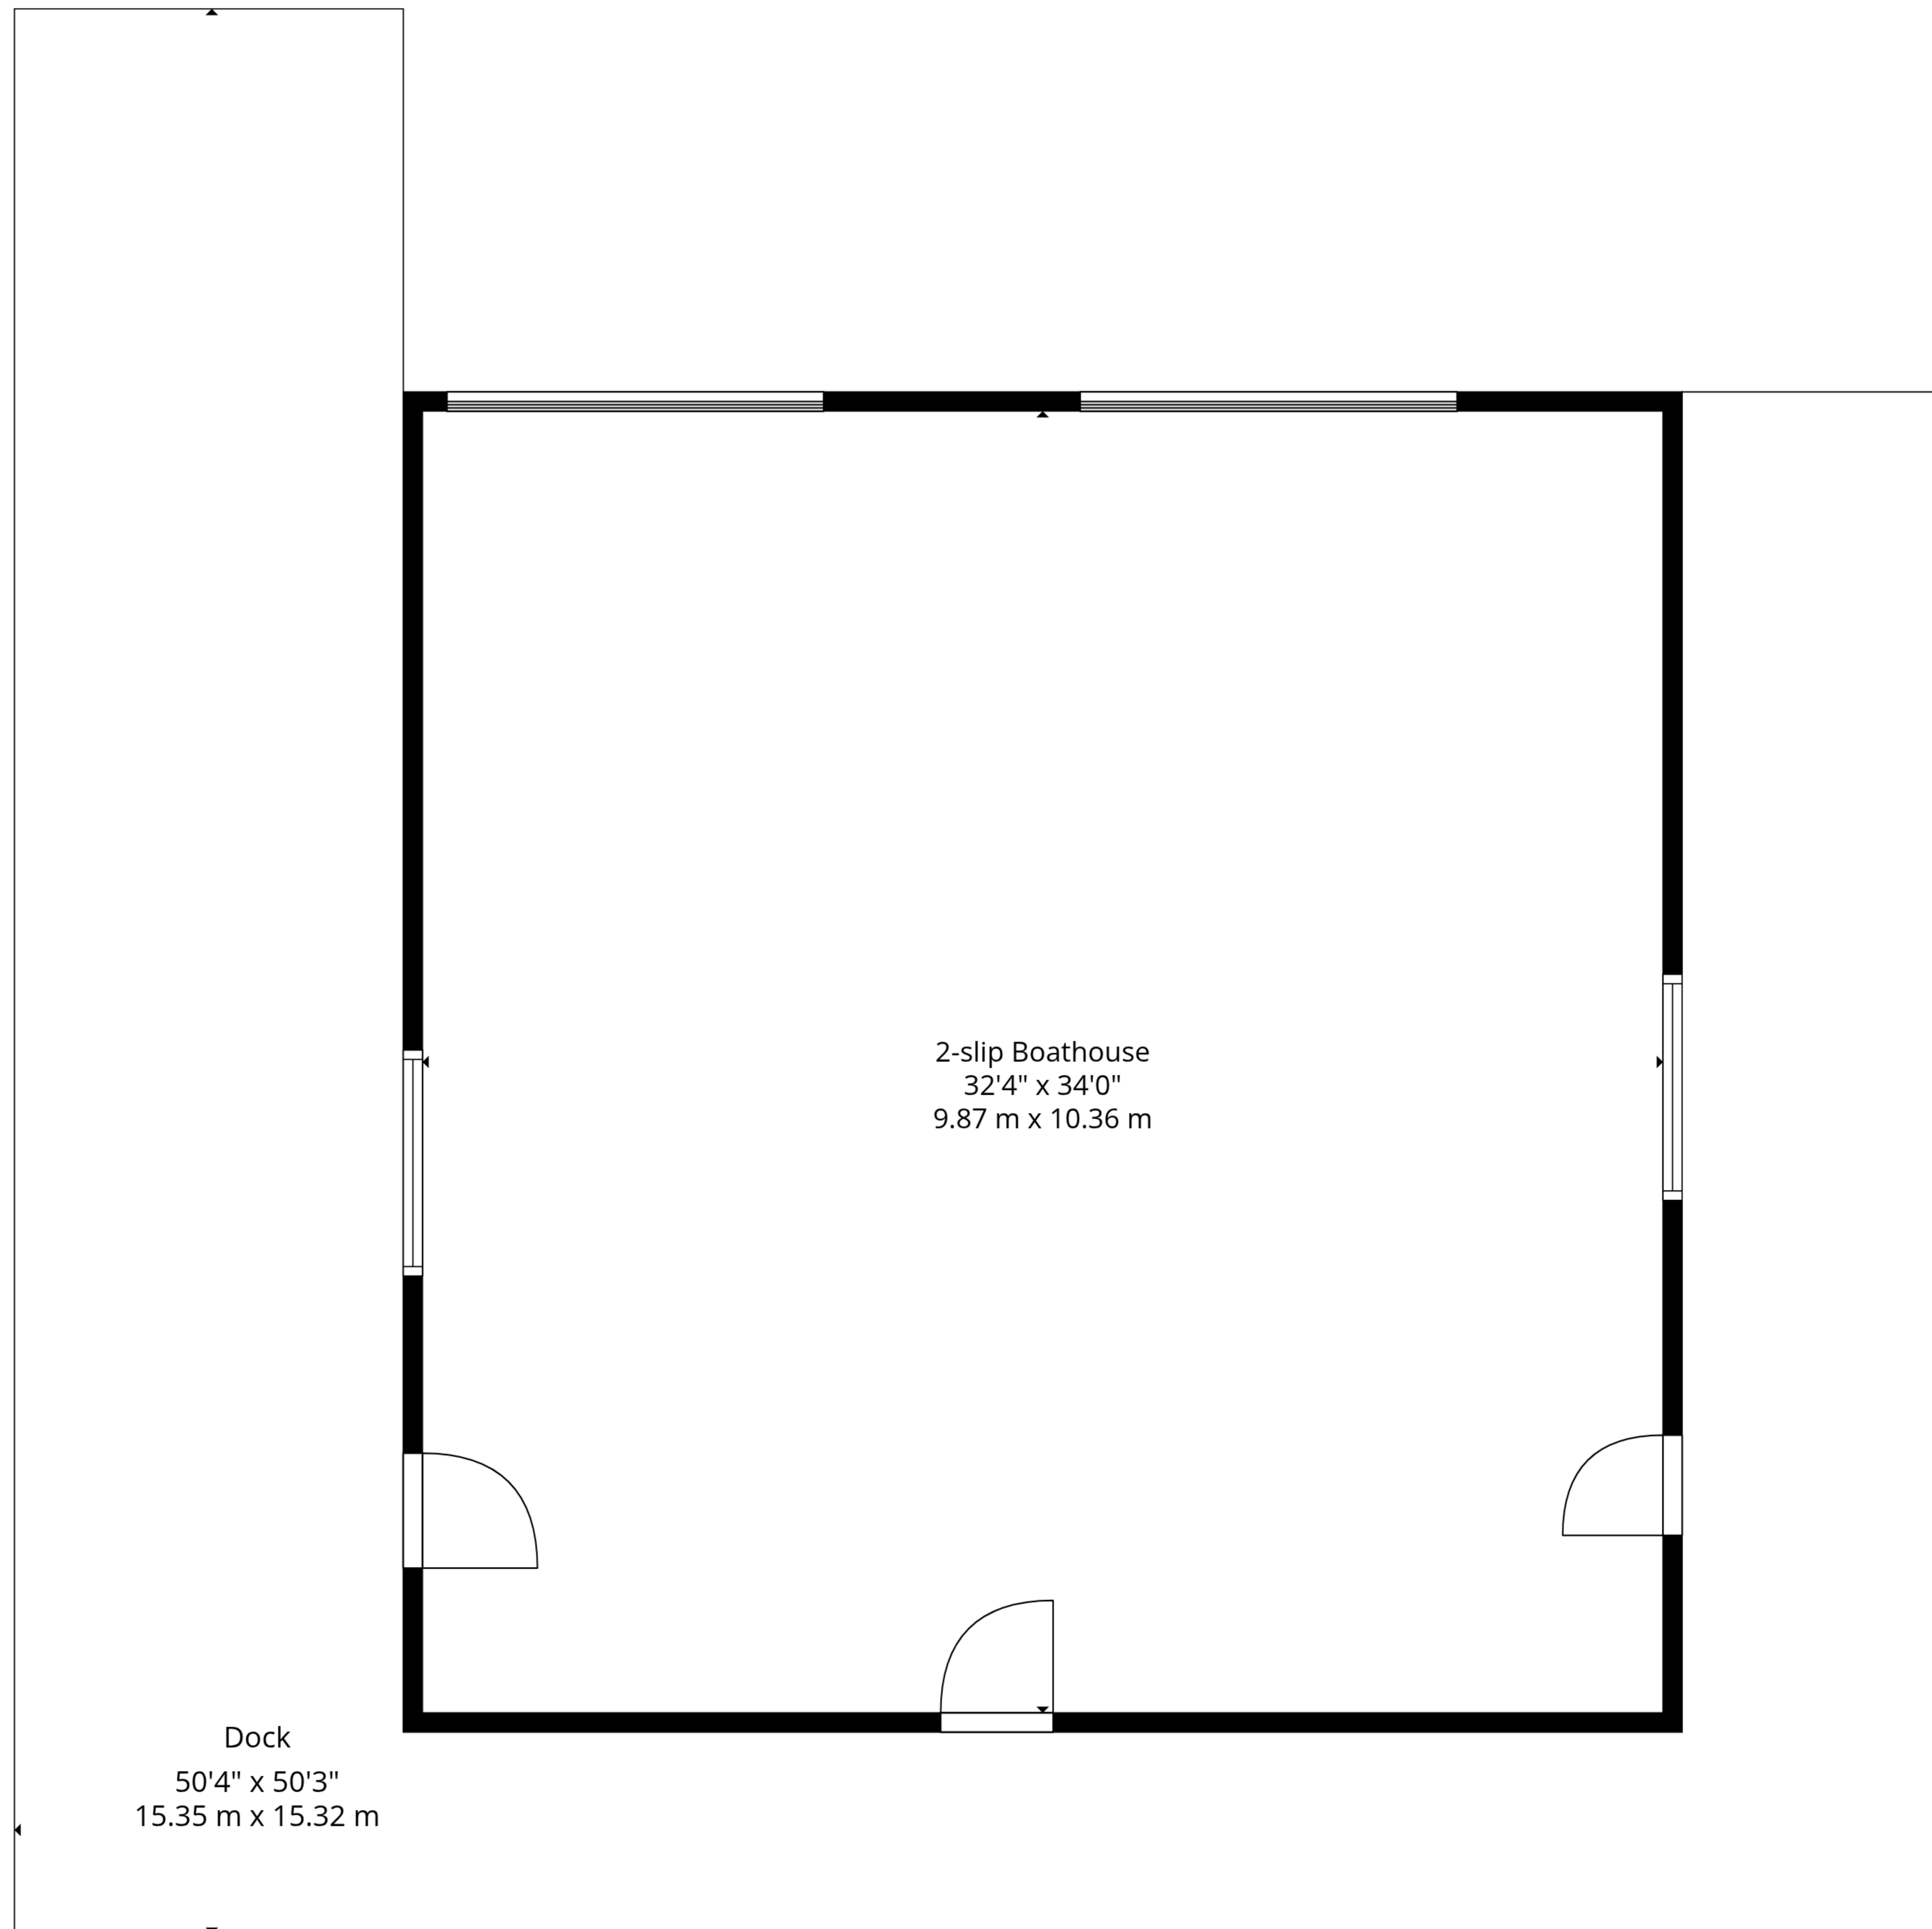 2-slip Boathouse
32'4" x 34'0"
9.87 m x 10.36 m
Dock
50'4" x 50'3"
15.35 m x 15.32 m